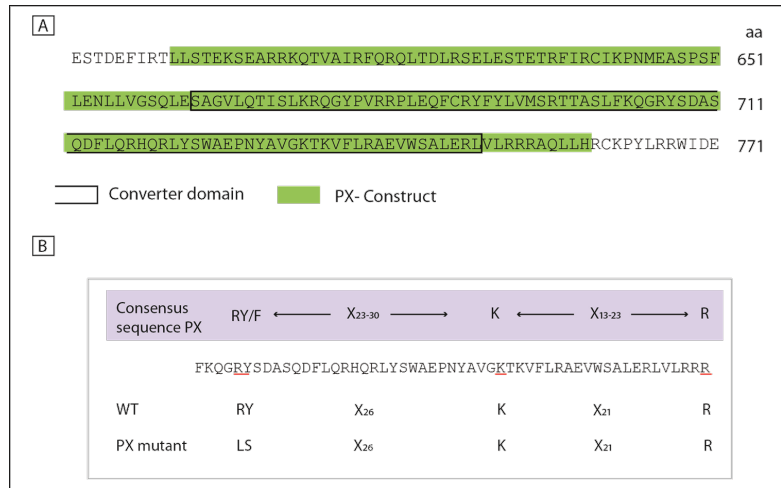 A
aa
ESTDEFIRTLLSTEKSEARRKQTVAIRFQRQLTDLRSELESTETRFIRCIKPNMEASPSF 651
LENLLVGSQLESAGVLQTISLKRQGYPVRRPLEQFCRYFYLVMSRTTASLFKQGRYSDAS 711
QDFLQRHQRLYSWAEPNYAVGKTKVFLRAEVWSALERLVLRRRAQLLHRCKPYLRRWIDE 771
Converter domain PX- Construct
B
Consensus sequence PX RY/F ← X23-30 → K ← X13-23 → R
FKQGRYSDASQDFLQRHQRLYSWAEPNYAVGKTKVFLRAEVWSALERLVLRRR
WT RY X26 K X21 R
PX mutant LS X26 K X21 R